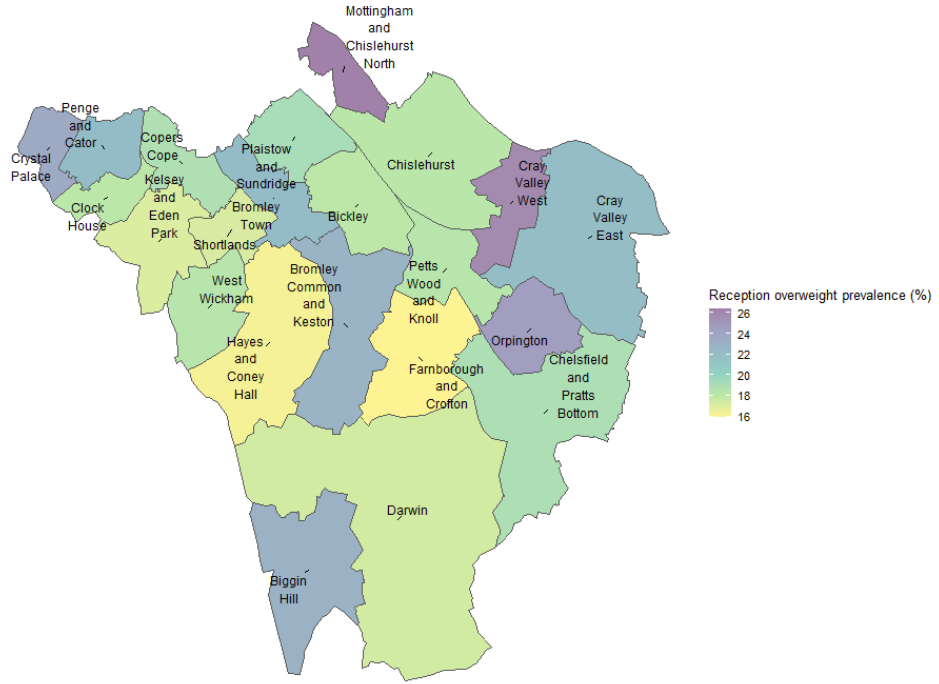 Mottingham
and
Chislehurst
North
Penge
and
Cator
Crystal
Palace
Copers
Cope
Plaistow
and
Sundridge
Chislehurst
Cray
Valley
West
Cray
Valley
East
Clock
House
Kelsey
and
Eden
Park
Bromley
Town
Shortlands
Bickley
West
Wickham
Bromley
Common
and
Keston
Petts
Wood
and
Knoll
Hayes
and
Coney
Hall
Farnborough
and
Crofton
Orpington
Chelsfield
and
Pratts
Bottom
Darwin
Biggin
Hill
Reception overweight prevalence (%)
26
24
22
20
18
16